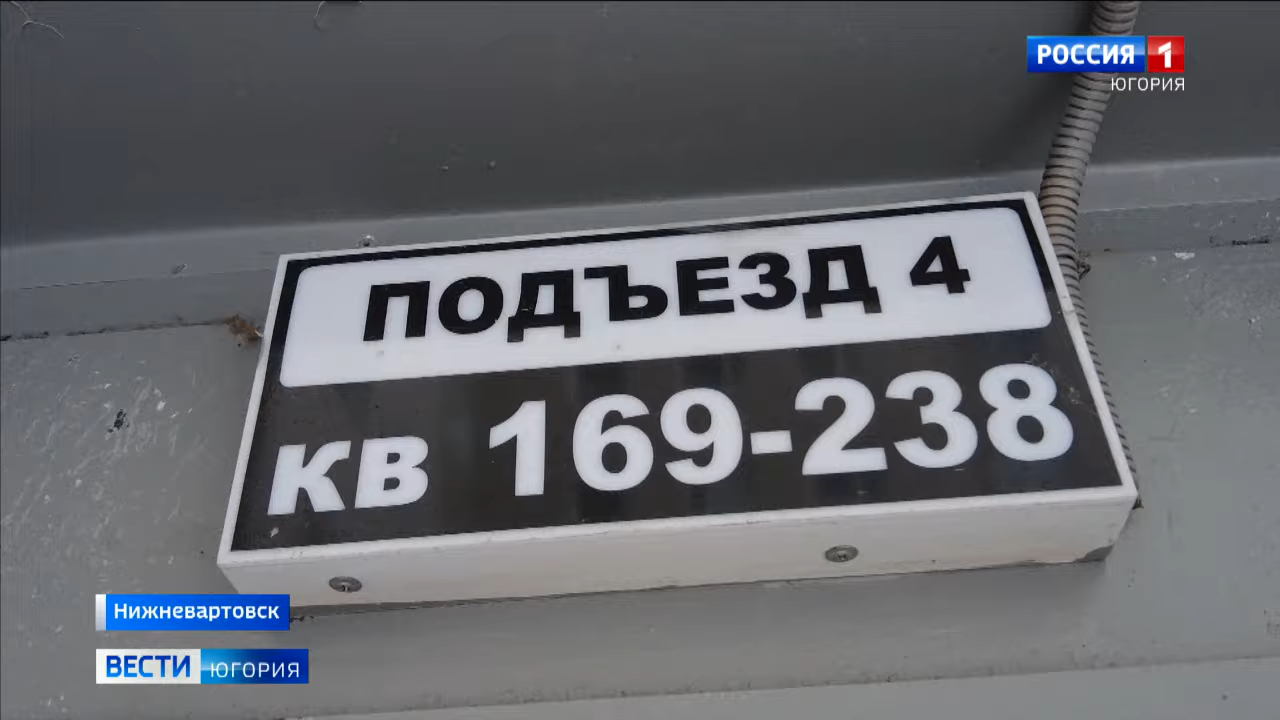 РОССИЯ 1
ЮГОРИЯ
ПОДЪЕЗД 4
КВ 169-238
Нижневартовск
ВЕСТИ ЮГОРИЯ